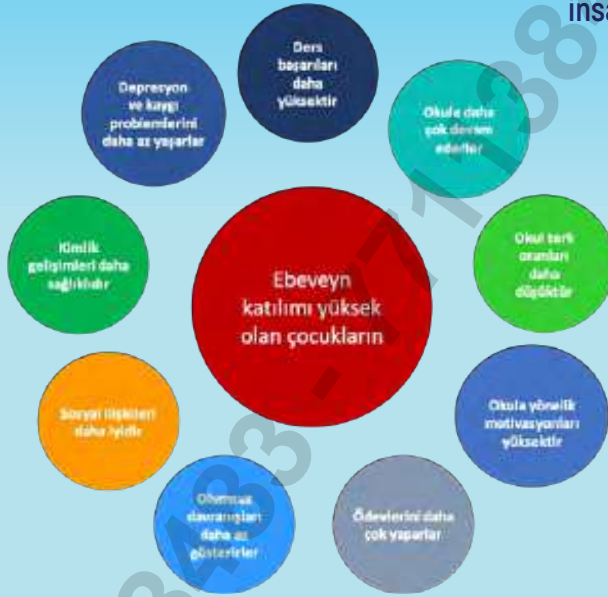 insa
Ders
başarıları
daha
yüksektir
Okula daha
çok devam
ederler
Okul terk
oranları
daha
düşüktür
Okula yönelik
motivasyonları
yüksektir
Ödevlerini daha
çok yaparlar
Olumsuz
davranışları
daha az
gösterirler
Sosyal ilişkileri
daha iyidir
Kimlik
gelişimleri daha
sağlıklıdır
Depresyon
ve kaygı
problemlerini
daha az yaşarlar
Ebeveyn
katılımı yüksek
olan çocukların